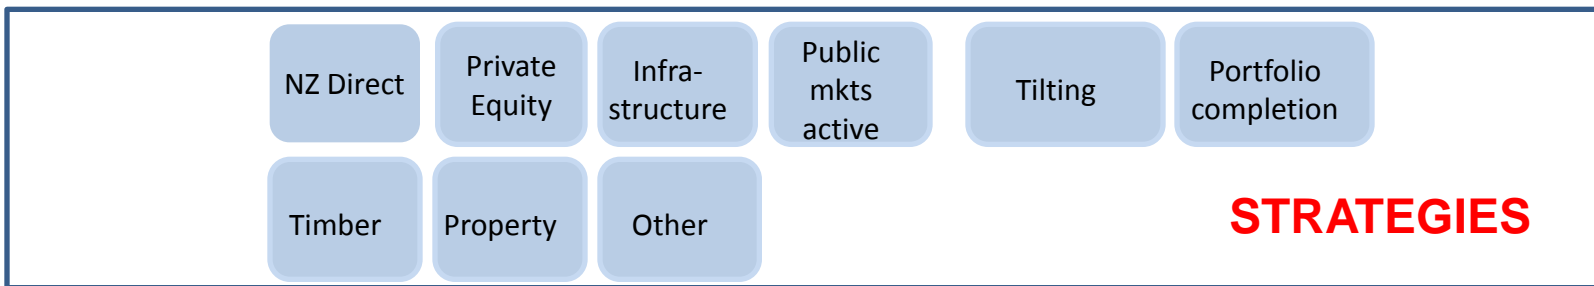 NZ Direct
Private
Equity
Infra-
structure
Public
mkts
active
Tilting
Portfolio
completion
Timber
Property
Other
STRATEGIES